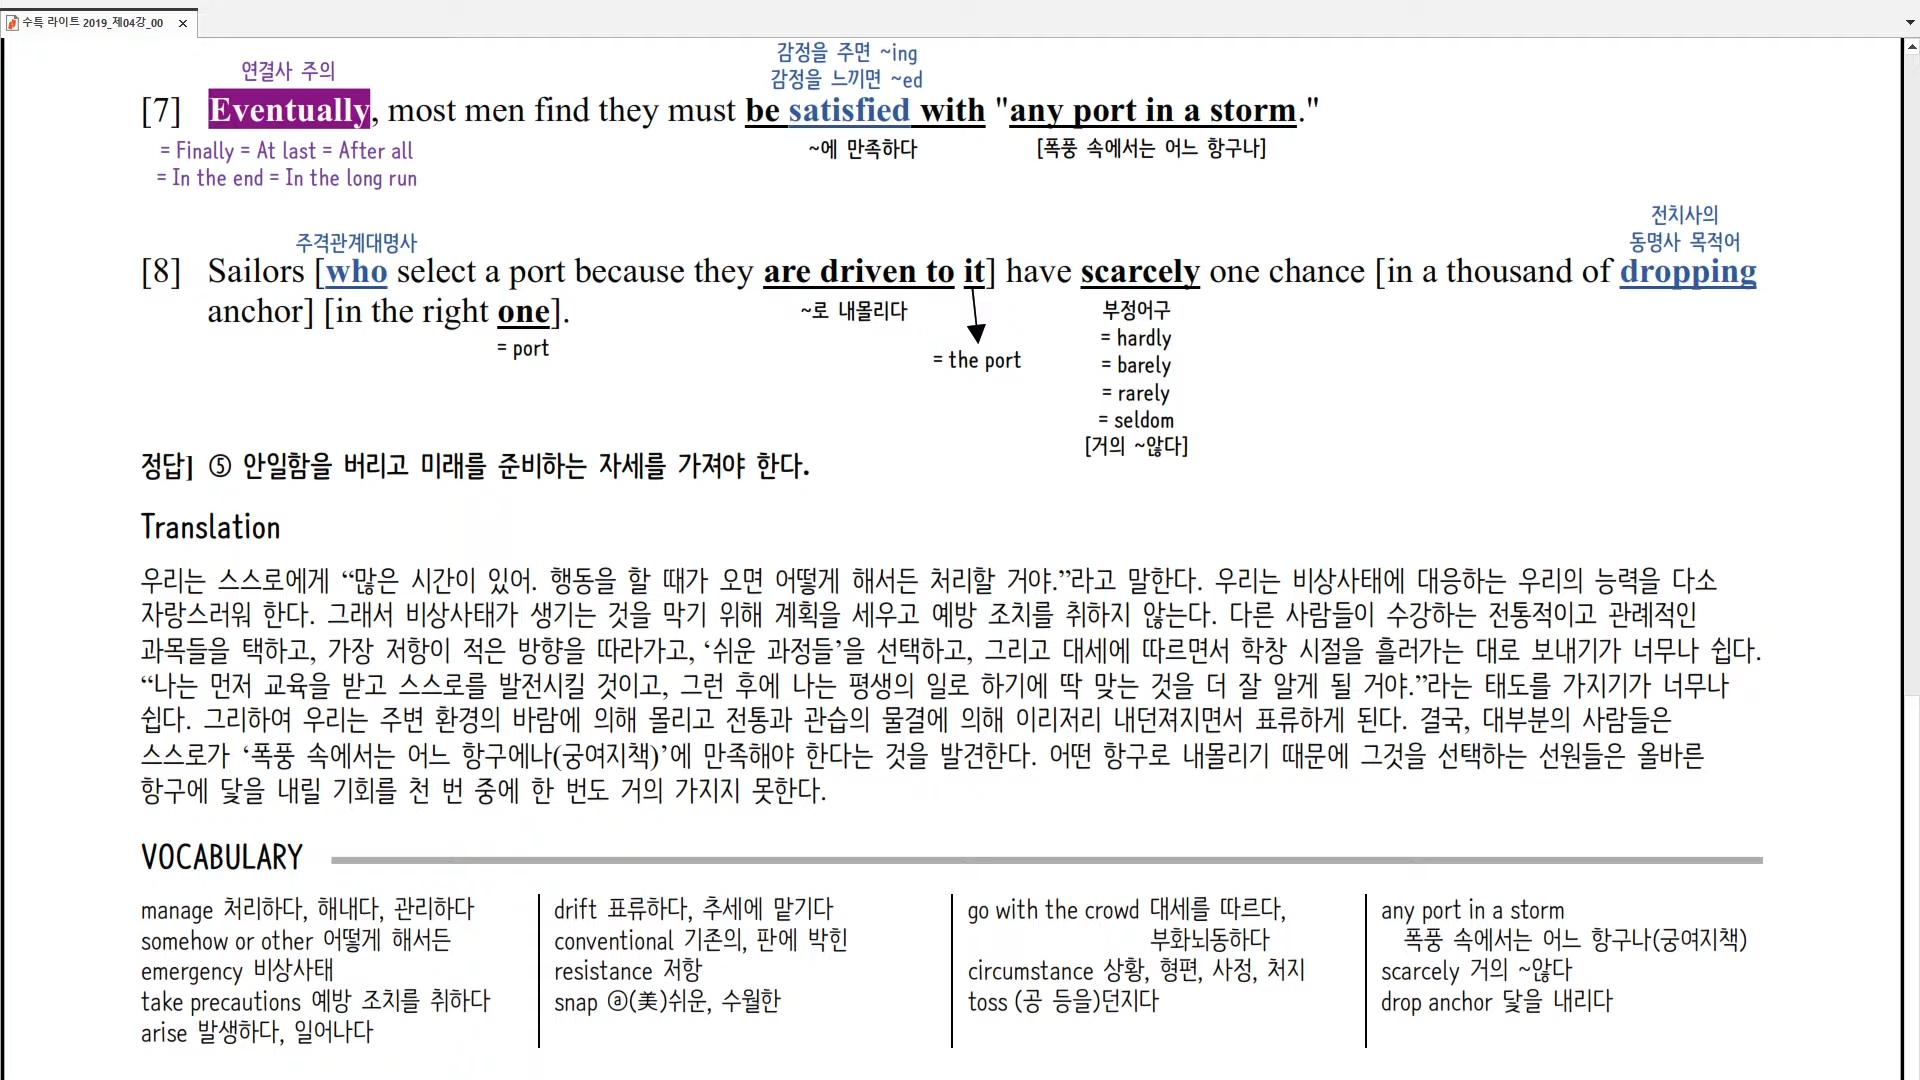 수특 라이트 2019_제04강_00
감정을 주면 ~ing
연결사 주의
감정을 느끼면 ~ed
[7] Eventually, most men find they must be satisfied with "any port in a storm."
= Finally = At last = After all
~에 만족하다
[폭풍 속에서는 어느 항구나]
= In the end = In the long run
전치사의
주격관계대명사
동명사 목적어
[8] Sailors [who select a port because they are driven to it] have scarcely one chance [in a thousand of dropping
anchor] [in the right one].
~로 내몰리다
부정어구
= hardly
= port
= the port
= barely
= rarely
= seldom
[거의 ~않다]
정답] ⑤ 안일함을 버리고 미래를 준비하는 자세를 가져야 한다.
Translation
우리는 스스로에게 “많은 시간이 있어. 행동을 할 때가 오면 어떻게 해서든 처리할 거야.”라고 말한다. 우리는 비상사태에 대응하는 우리의 능력을 다소
자랑스러워 한다. 그래서 비상사태가 생기는 것을 막기 위해 계획을 세우고 예방 조치를 취하지 않는다. 다른 사람들이 수강하는 전통적이고 관례적인
과목들을 택하고, 가장 저항이 적은 방향을 따라가고, ‘쉬운 과정들’을 선택하고, 그리고 대세에 따르면서 학창 시절을 흘러가는 대로 보내기가 너무나 쉽다.
“나는 먼저 교육을 받고 스스로를 발전시킬 것이고, 그런 후에 나는 평생의 일로 하기에 딱 맞는 것을 더 잘 알게 될 거야.”라는 태도를 가지기가 너무나
쉽다. 그리하여 우리는 주변 환경의 바람에 의해 몰리고 전통과 관습의 물결에 의해 이리저리 내던져지면서 표류하게 된다. 결국, 대부분의 사람들은
스스로가 ‘폭풍 속에서는 어느 항구에나(궁여지책)’에 만족해야 한다는 것을 발견한다. 어떤 항구로 내몰리기 때문에 그것을 선택하는 선원들은 올바른
항구에 닻을 내릴 기회를 천 번 중에 한 번도 거의 가지지 못한다.
VOCABULARY
manage 처리하다, 해내다, 관리하다
somehow or other 어떻게 해서든
emergency 비상사태
take precautions 예방 조치를 취하다
arise 발생하다, 일어나다
drift 표류하다, 추세에 맡기다
conventional 기존의, 판에 박힌
resistance 저항
snap ⓐ(美)쉬운, 수월한
go with the crowd 대세를 따르다,
부화뇌동하다
circumstance 상황, 형편, 사정, 처지
toss (공 등을)던지다
any port in a storm
폭풍 속에서는 어느 항구나(궁여지책)
scarcely 거의 ~않다
drop anchor 닻을 내리다